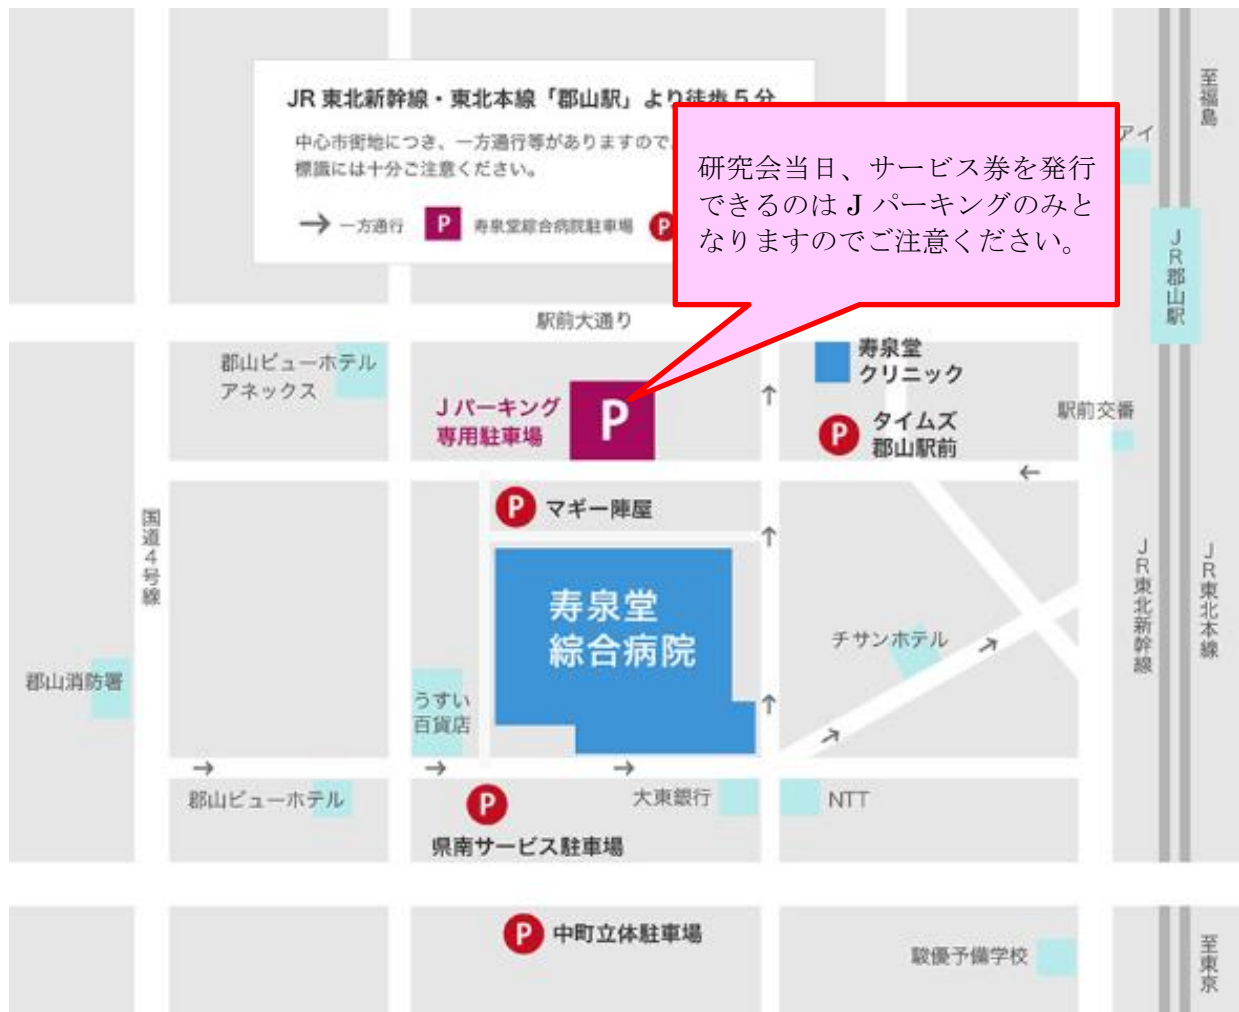 JR 東北新幹線・東北本線「郡山駅」より徒歩 5 分
中心市街地につき、一方通行等がありますので、
標識には十分ご注意ください。
→ 一方通行
P
寿泉堂綜合病院駐車場
P
研究会当日、サービス券を発行
できるのは J パーキングのみと
なりますのでご注意ください。
至福島
アイ
JR郡山駅
駅前大通り
郡山ビューホテル
アネックス
Jパーキング
専用駐車場
P
寿泉堂
クリニック
P
タイムズ
郡山駅前
駅前交番
国道4号線
P
マギー陣屋
寿泉堂
綜合病院
チサンホテル
JR東北新幹線
JR東北本線
郡山消防署
うすい
百貨店
郡山ビューホテル
P
県南サービス駐車場
大東銀行
NTT
P
中町立体駐車場
駿優予備学校
至東京